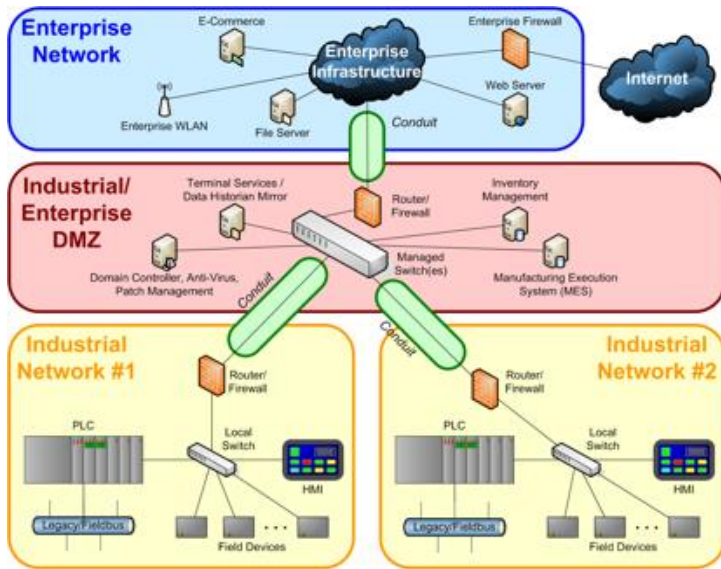 Enterprise
Network
E-Commerce
Enterprise
Infrastructure
Enterprise Firewall
Internet
Enterprise WLAN
File Server
Conduit
Web Server
Industrial/
Enterprise
DMZ
Terminal Services /
Data Historian Mirror
Router/
Firewall
Inventory
Management
Domain Controller, Anti-Virus,
Patch Management
Managed
Switch(es)
Manufacturing Execution
System (MES)
Conduit
Conduit
Industrial
Network #1
Router/
Firewall
PLC
Local
Switch
HMI
Legacy/Fieldbus
Field Devices
Industrial
Network #2
Router/
Firewall
PLC
Local
Switch
HMI
Legacy/Fieldbus
Field Devices